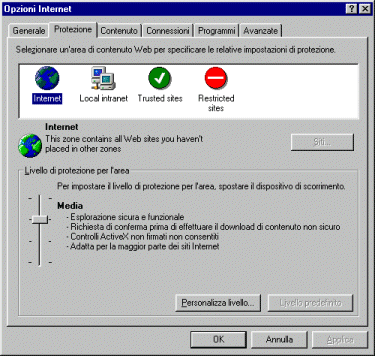 Opzioni Internet
Generale Protezione Contenuto Connessioni Programmi Avanzate
Selezionare un'area di contenuto Web per specificare le relative impostazioni di protezione.
Internet Local intranet Trusted sites Restricted
sites
Internet
This zone contains all Web sites you haven't
placed in other zones
Siti...
Livello di protezione per l'area
Per impostare il livello di protezione per l'area, spostare il dispositivo di scorrimento.
Media
- Esplorazione sicura e funzionale
- Richiesta di conferma prima di effettuare il download di contenuto non sicuro
- Controlli ActiveX non firmati non consentiti
- Adatta per la maggior parte dei siti Internet
Personalizza livello... Livello predefinito
OK Annulla Applica